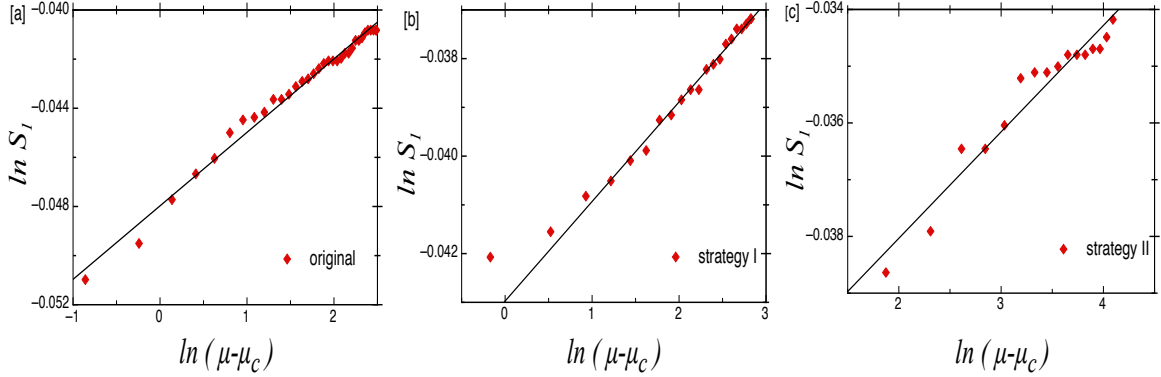 [a]
−0.040
−0.044
−0.048
−0.052
ln S1
−1
0
1
2
original
ln ( μ-μc )
[b]
−0.038
−0.040
−0.042
ln S1
0
1
2
3
strategy I
ln ( μ-μc )
[c]
−0.034
−0.036
−0.038
ln S1
2
3
4
strategy II
ln ( μ-μc )